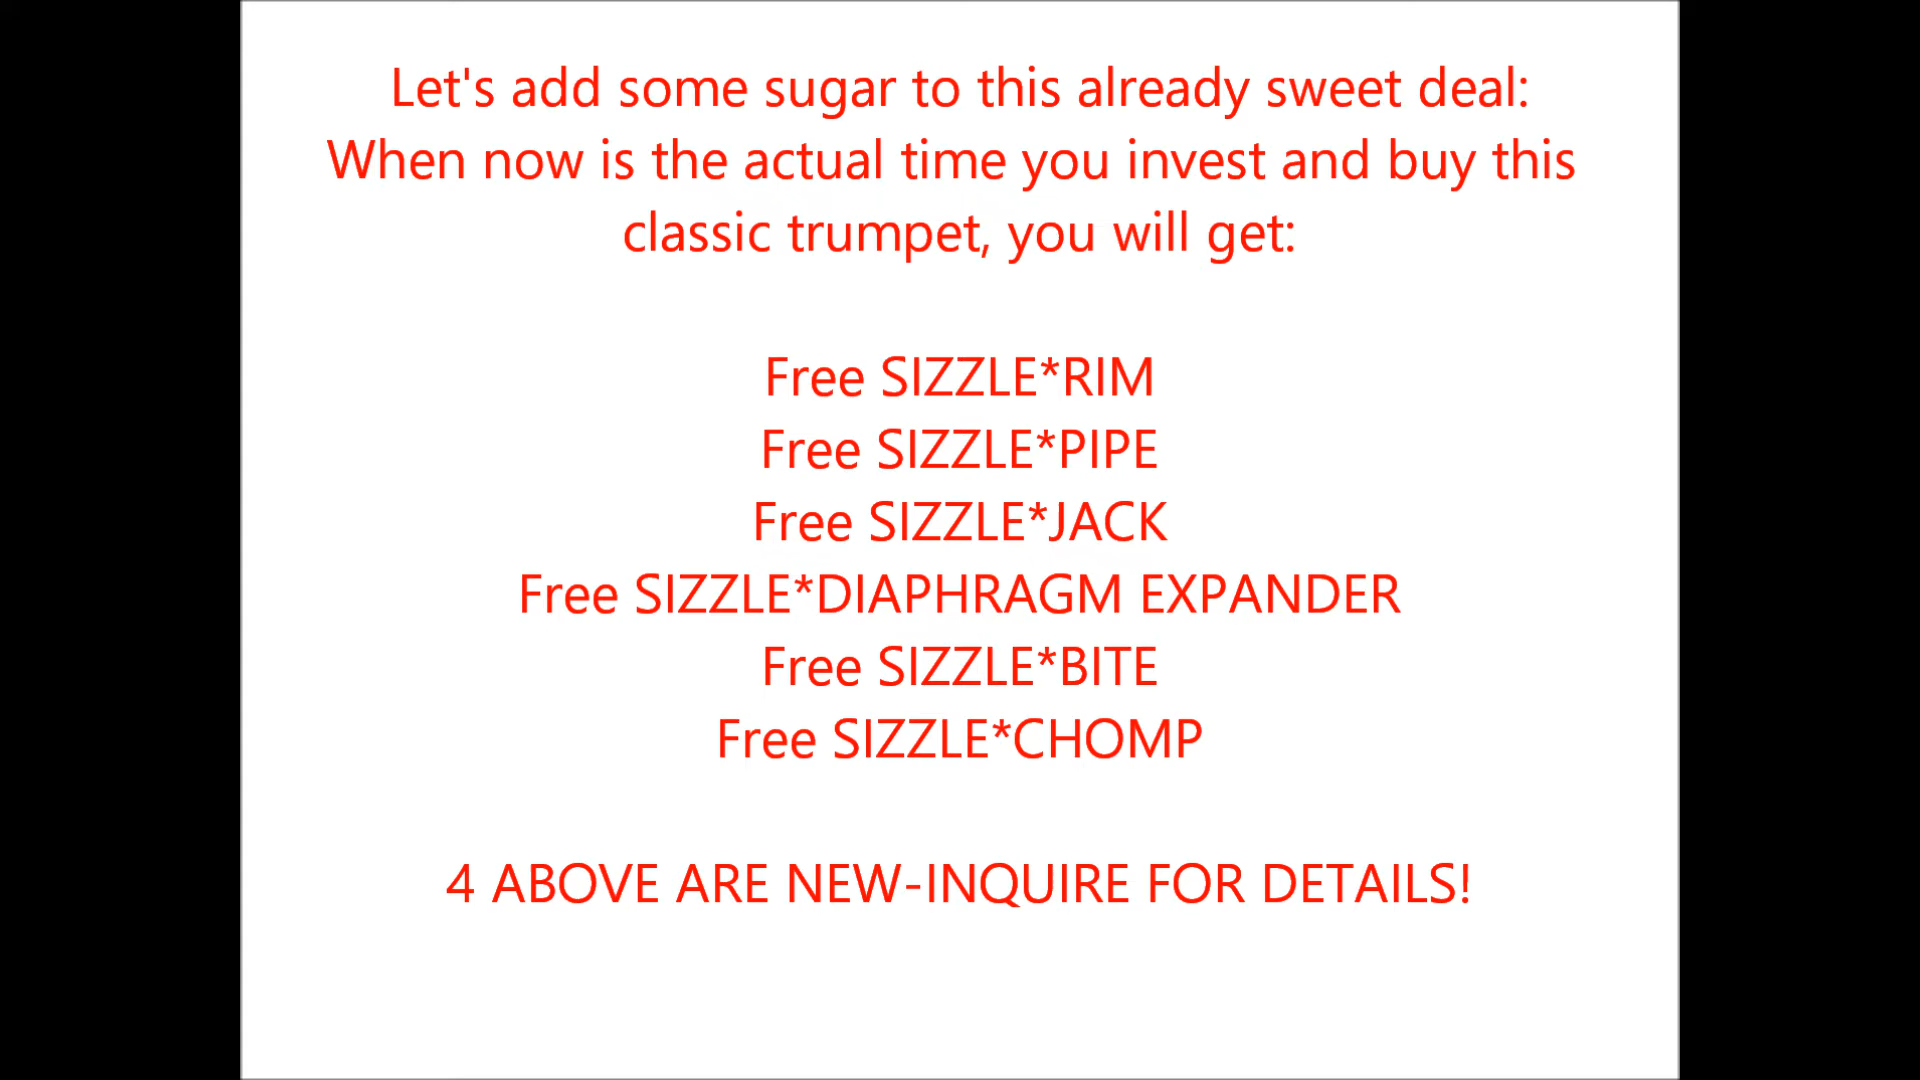 Let's add some sugar to this already sweet deal:
When now is the actual time you invest and buy this
classic trumpet, you will get:
Free SIZZLE*RIM
Free SIZZLE*PIPE
Free SIZZLE*JACK
Free SIZZLE*DIAPHRAGM EXPANDER
Free SIZZLE*BITE
Free SIZZLE*CHOMP
4 ABOVE ARE NEW-INQUIRE FOR DETAILS!